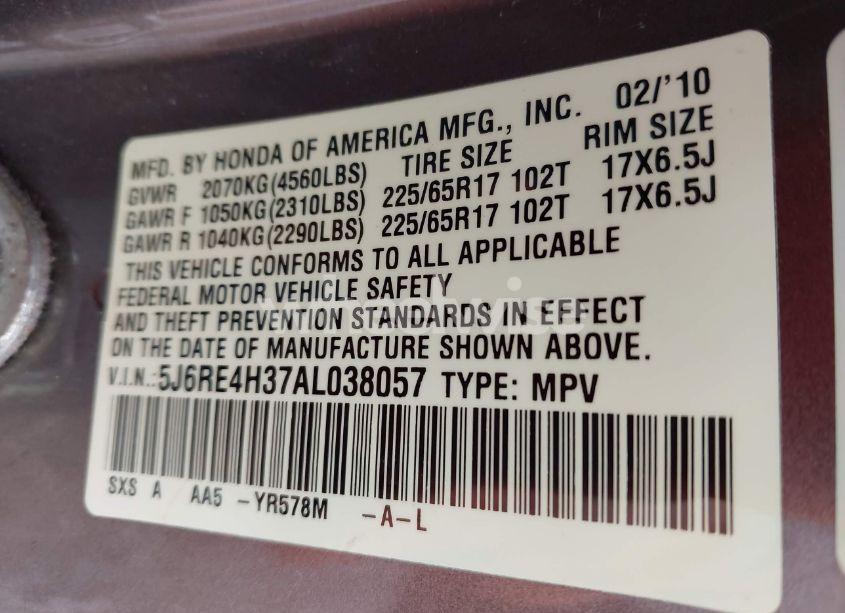 MFD. BY HONDA OF AMERICA MFG., INC. 02/'10
GVWR 2070KG(4560LBS) TIRE SIZE RIM SIZE
GAWR F 1050KG(2310LBS) 225/65R17 102T 17X6.5J
GAWR R 1040KG(2290LBS) 225/65R17 102T 17X6.5J
THIS VEHICLE CONFORMS TO ALL APPLICABLE
FEDERAL MOTOR VEHICLE SAFETY
AND THEFT PREVENTION STANDARDS IN EFFECT
ON THE DATE OF MANUFACTURE SHOWN ABOVE.
V.I.N.:5J6RE4H37AL038057 TYPE: MPV
SXS A AA5 -YR578M -A-L